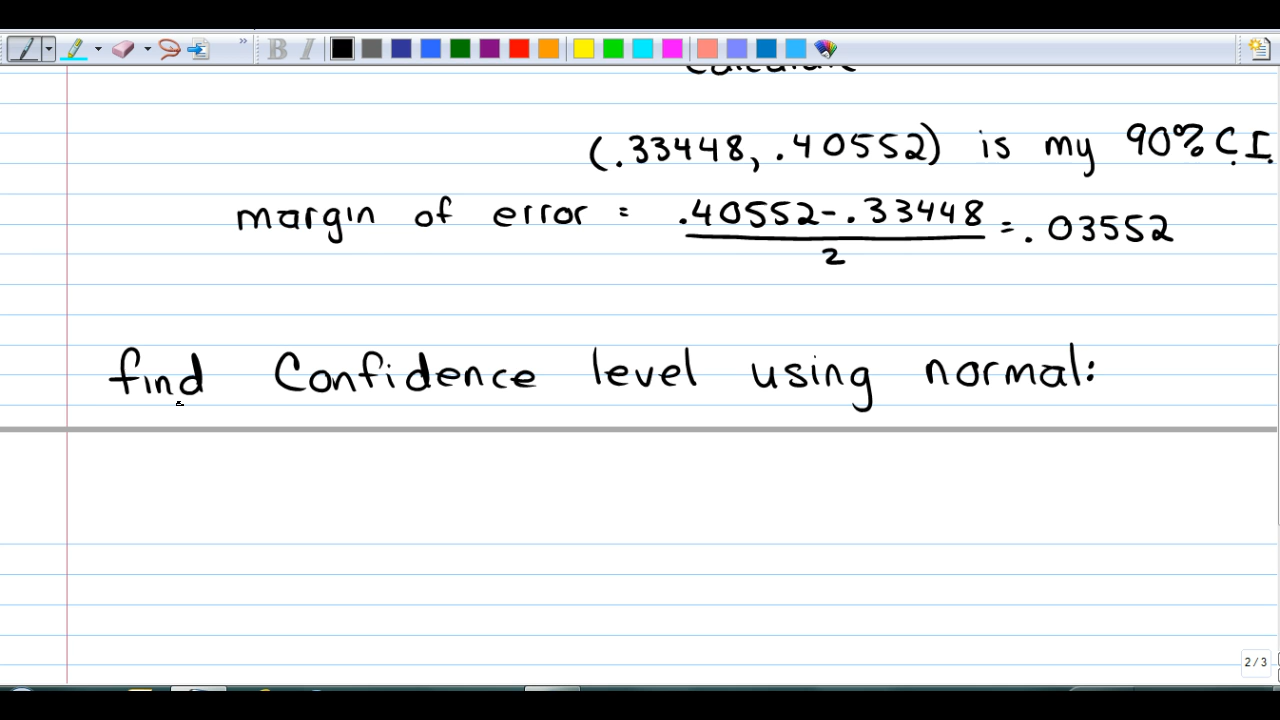 B I
(.33448, .40552) is my 90% C.I.
margin of error = .40552-.33448 = .03552
2
find Confidence level using normal:
2 / 3